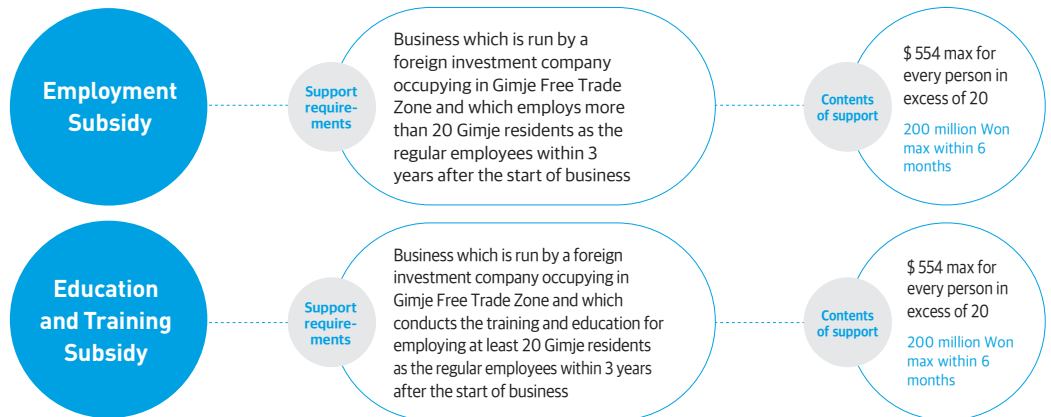 Employment
Subsidy
Support
require-
ments
Business which is run by a
foreign investment company
occupying in Gimje Free Trade
Zone and which employs more
than 20 Gimje residents as the
regular employees within 3
years after the start of business
Contents
of support
$ 554 max for
every person in
excess of 20
200 million Won
max within 6
months
Education
and Training
Subsidy
Support
require-
ments
Business which is run by a foreign
investment company occupying in
Gimje Free Trade Zone and which
conducts the training and education for
employing at least 20 Gimje residents
as the regular employees within 3 years
after the start of business
Contents
of support
$ 554 max for
every person in
excess of 20
200 million Won
max within 6
months